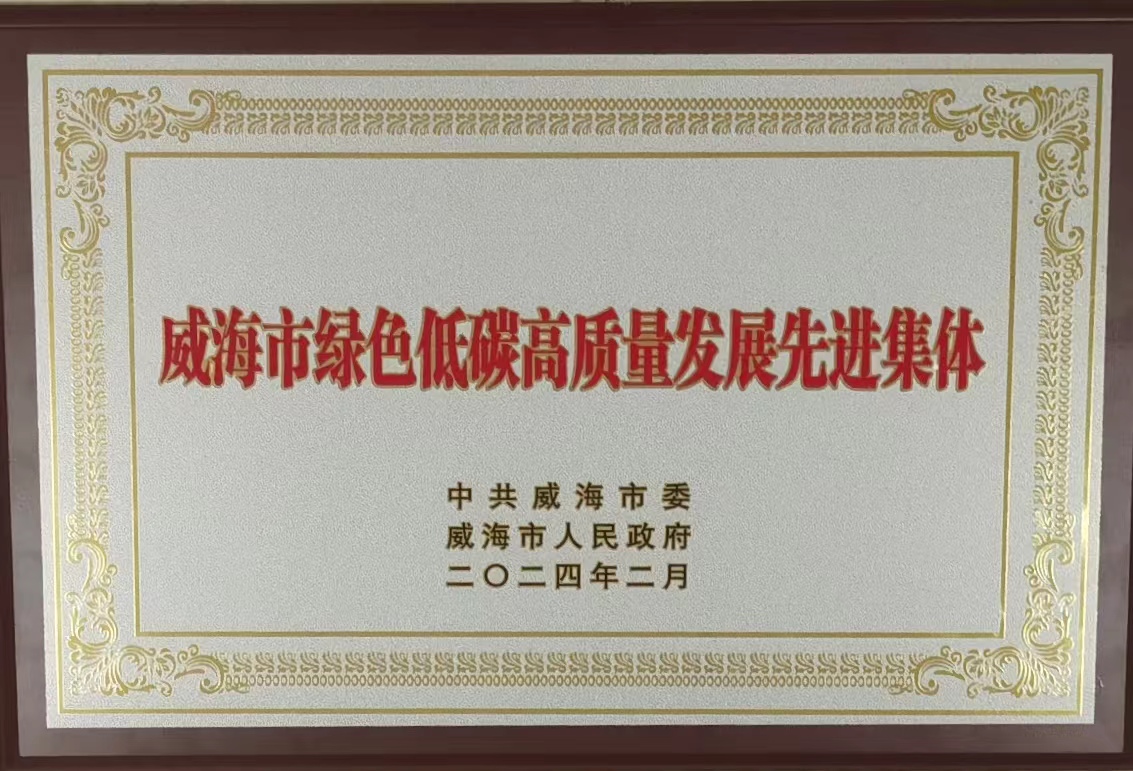 威海市绿色低碳高质量发展先进集体
中共威海市委
威海市人民政府
二〇二四年二月